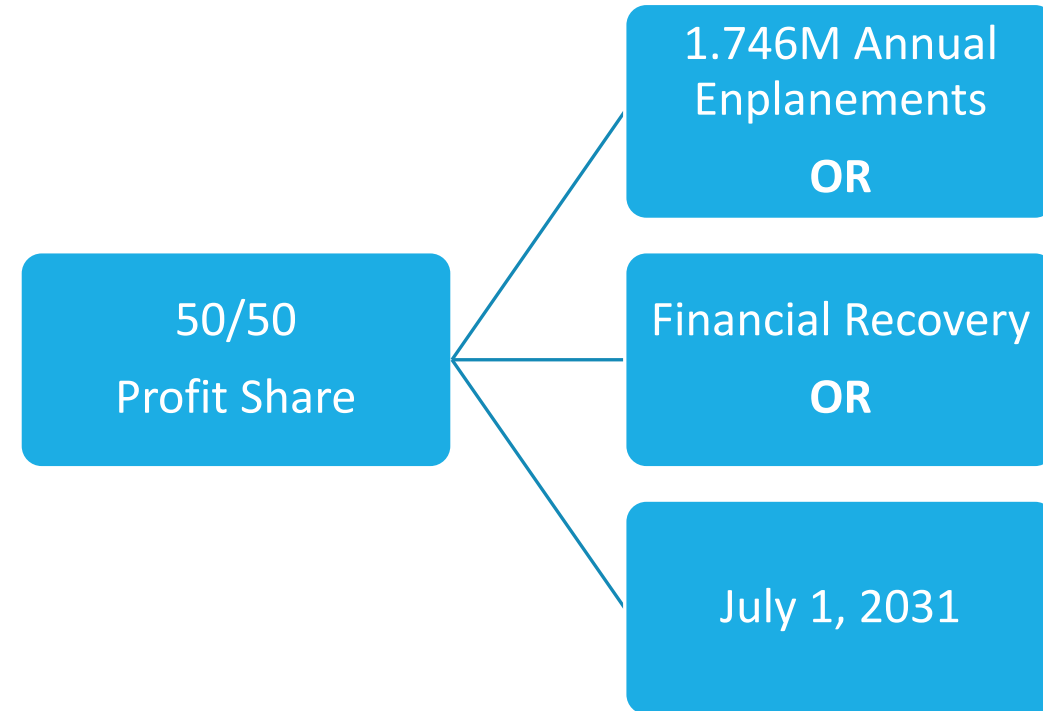 50/50
Profit Share
1.746M Annual
Enplanements
OR
Financial Recovery
OR
July 1, 2031